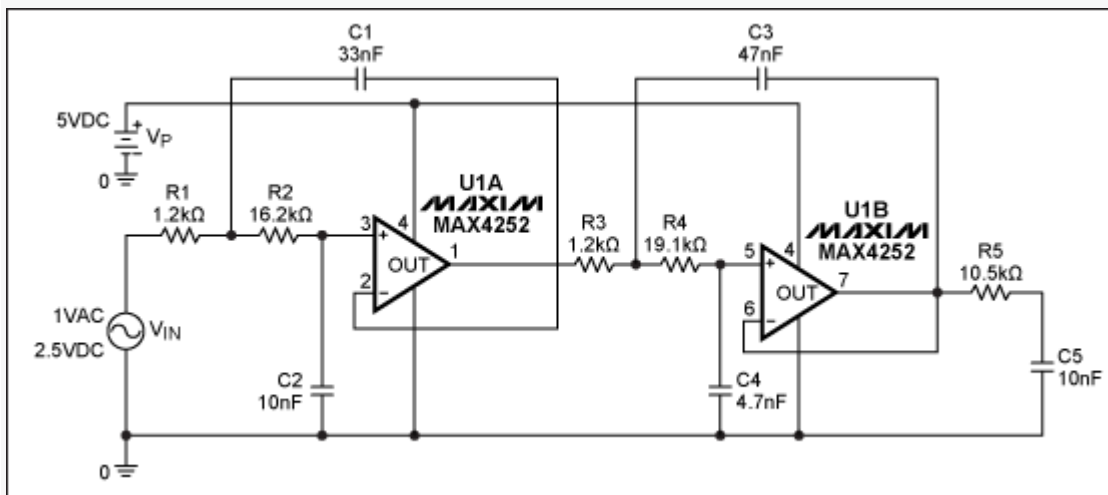 C1
33nF
C3
47nF
5VDC
+
VP
-
0
R1
1.2kΩ
R2
16.2kΩ
U1A
MAXIM
MAX4252
3
+
4
OUT
1
2
-
R3
1.2kΩ
R4
19.1kΩ
U1B
MAXIM
MAX4252
5
+
4
OUT
7
6
-
R5
10.5kΩ
1VAC
2.5VDC
VIN
C2
10nF
C4
4.7nF
C5
10nF
0